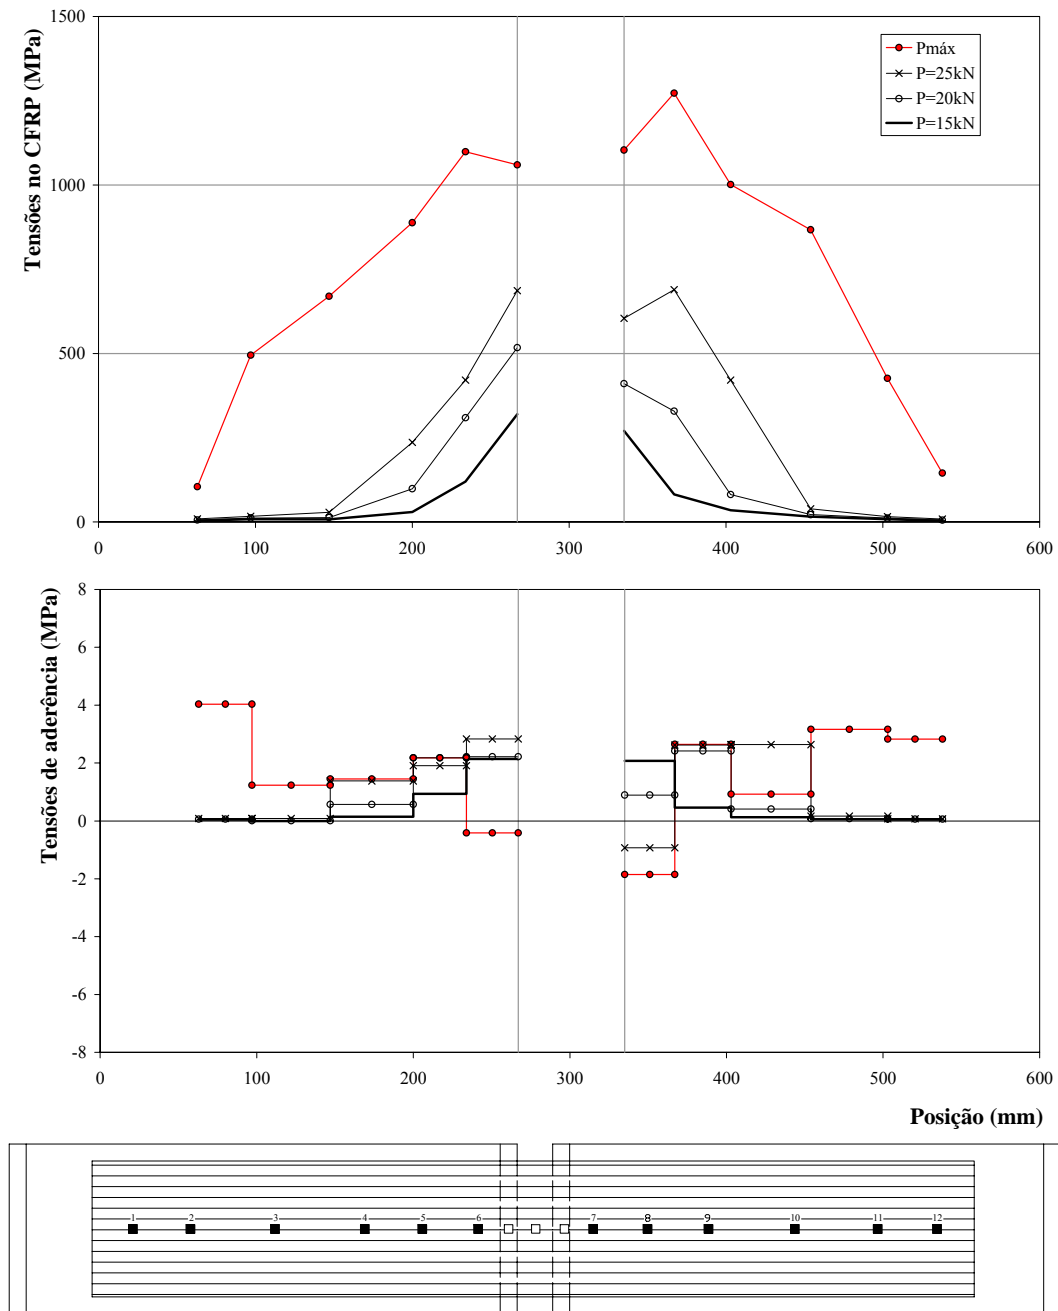 Tensões no CFRP (MPa)
1500
1000
500
0
0 100 200 300 400 500 600
Pmáx
P=25kN
P=20kN
P=15kN
Tensões de aderência (MPa)
8
6
4
2
0
-2
-4
-6
-8
0 100 200 300 400 500 600
Posição (mm)
1 2 3 4 5 6 7 8 9 10 11 12